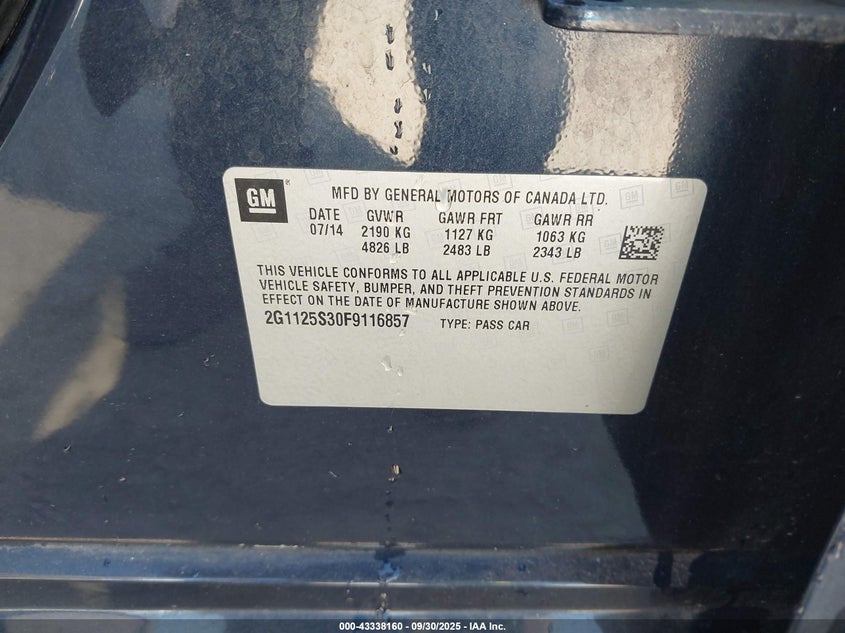 GM
MFD BY GENERAL MOTORS OF CANADA LTD.
DATE GVWR GAWR FRT GAWR RR
07/14 2190 KG 1127 KG 1063 KG
4826 LB 2483 LB 2343 LB
THIS VEHICLE CONFORMS TO ALL APPLICABLE U.S. FEDERAL MOTOR
VEHICLE SAFETY, BUMPER, AND THEFT PREVENTION STANDARDS IN
EFFECT ON THE DATE OF MANUFACTURE SHOWN ABOVE.
2G1125S30F9116857 TYPE: PASS CAR
000-43338160 - 09/30/2025 - IAA Inc.